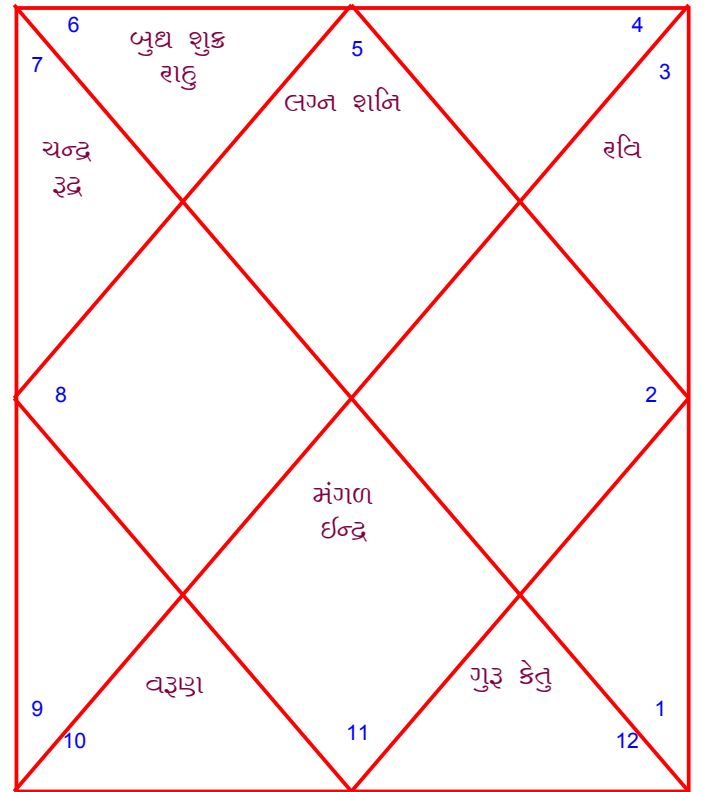 6
બુધ શુક્ર
રાહુ
5
4
7
3
લગ્ન શનિ
ચન્દ્ર
રૂદ્ર
રવિ
8
2
મંગળ
ઈન્દ્ર
વરૂણ
ગુરૂ કેતુ
9
1
10
11
12